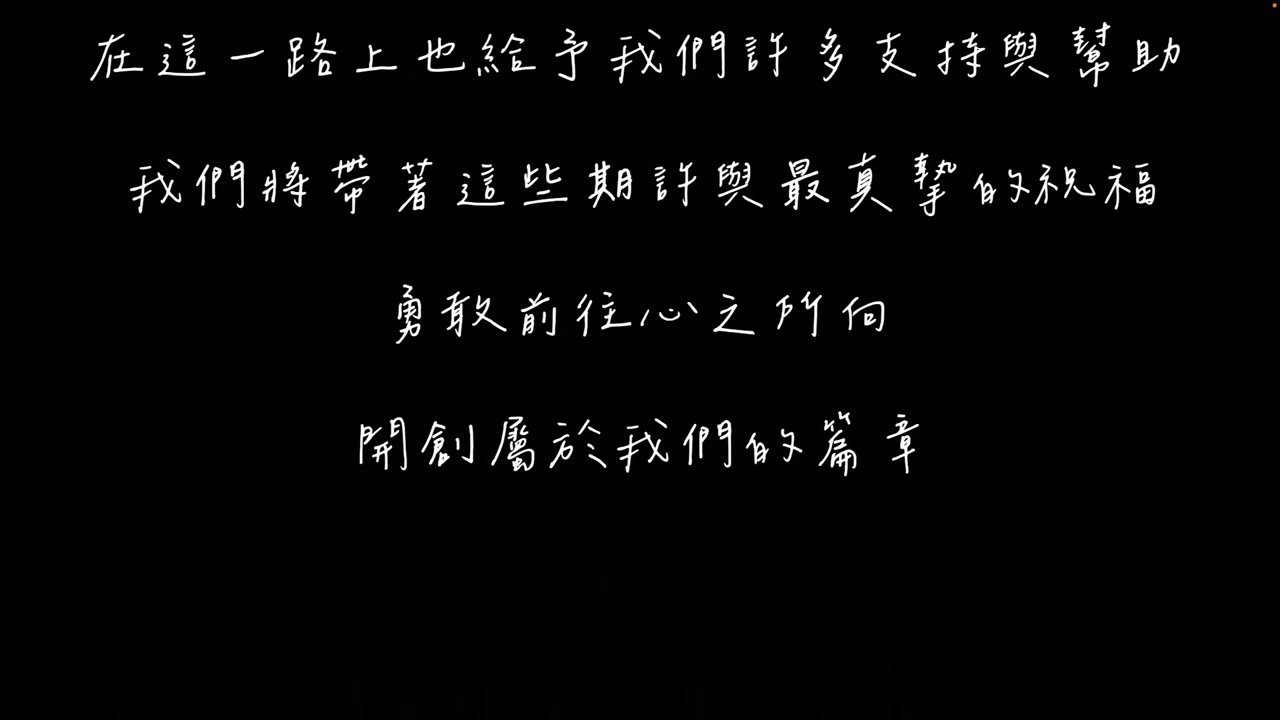 在這一路上也給予我們許多支持與幫助
我們將帶著這些期許與最真摯的祝福
勇敢前往心之所向
開創屬於我們的篇章